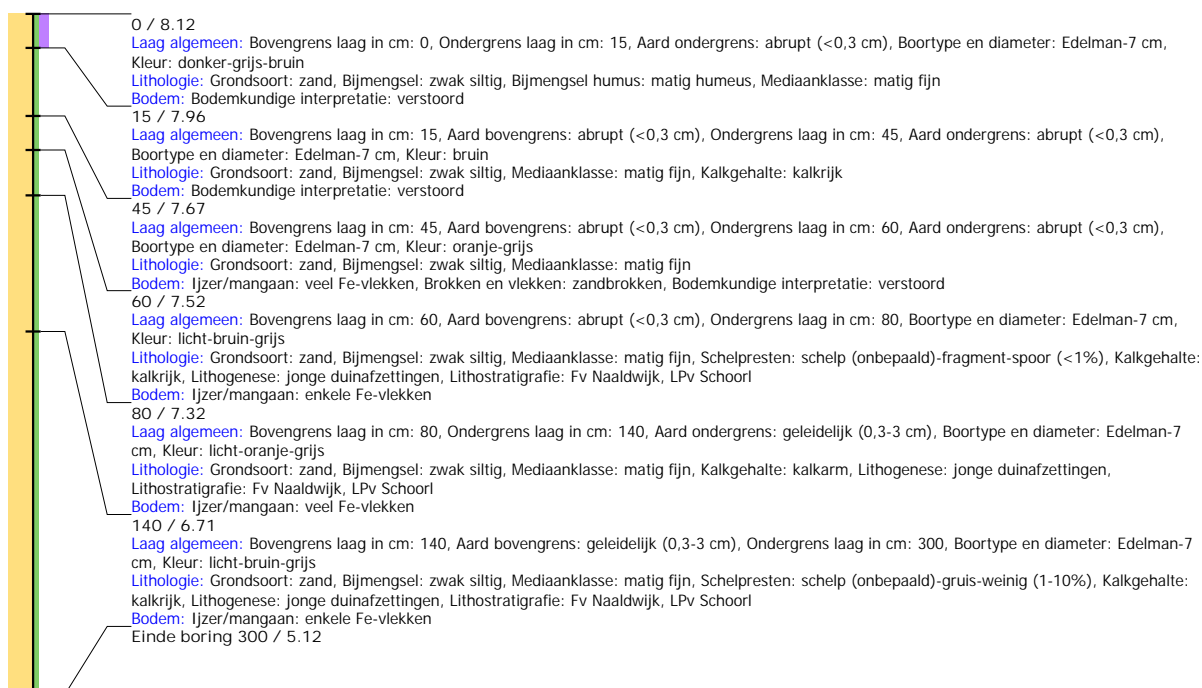 0 / 8.12
Laag algemeen: Bovengrens laag in cm: 0, Ondergrens laag in cm: 15, Aard ondergrens: abrupt (<0,3 cm), Boortype en diameter: Edelman-7 cm,
Kleur: donker-grijs-bruin
Lithologie: Grondsoort: zand, Bijmengsel: zwak siltig, Bijmengsel humus: matig humeus, Mediaanklasse: matig fijn
Bodem: Bodemkundige interpretatie: verstoord
15 / 7.96
Laag algemeen: Bovengrens laag in cm: 15, Aard bovengrens: abrupt (<0,3 cm), Ondergrens laag in cm: 45, Aard ondergrens: abrupt (<0,3 cm),
Boortype en diameter: Edelman-7 cm, Kleur: bruin
Lithologie: Grondsoort: zand, Bijmengsel: zwak siltig, Mediaanklasse: matig fijn, Kalkgehalte: kalkrijk
Bodem: Bodemkundige interpretatie: verstoord
45 / 7.67
Laag algemeen: Bovengrens laag in cm: 45, Aard bovengrens: abrupt (<0,3 cm), Ondergrens laag in cm: 60, Aard ondergrens: abrupt (<0,3 cm),
Boortype en diameter: Edelman-7 cm, Kleur: oranje-grijs
Lithologie: Grondsoort: zand, Bijmengsel: zwak siltig, Mediaanklasse: matig fijn
Bodem: Ijzer/mangaan: veel Fe-vlekken, Brokken en vlekken: zandbrokken, Bodemkundige interpretatie: verstoord
60 / 7.52
Laag algemeen: Bovengrens laag in cm: 60, Aard bovengrens: abrupt (<0,3 cm), Ondergrens laag in cm: 80, Boortype en diameter: Edelman-7 cm,
Kleur: licht-bruin-grijs
Lithologie: Grondsoort: zand, Bijmengsel: zwak siltig, Mediaanklasse: matig fijn, Schelpresten: schelp (onbepaald)-fragment-spoor (<1%), Kalkgehalte:
kalkrijk, Lithogenese: jonge duinafzettingen, Lithostratigrafie: Fv Naaldwijk, LPv Schoorl
Bodem: Ijzer/mangaan: enkele Fe-vlekken
80 / 7.32
Laag algemeen: Bovengrens laag in cm: 80, Ondergrens laag in cm: 140, Aard ondergrens: geleidelijk (0,3-3 cm), Boortype en diameter: Edelman-7
cm, Kleur: licht-oranje-grijs
Lithologie: Grondsoort: zand, Bijmengsel: zwak siltig, Mediaanklasse: matig fijn, Kalkgehalte: kalkarm, Lithogenese: jonge duinafzettingen,
Lithostratigrafie: Fv Naaldwijk, LPv Schoorl
Bodem: Ijzer/mangaan: veel Fe-vlekken
140 / 6.71
Laag algemeen: Bovengrens laag in cm: 140, Aard bovengrens: geleidelijk (0,3-3 cm), Ondergrens laag in cm: 300, Boortype en diameter: Edelman-7
cm, Kleur: licht-bruin-grijs
Lithologie: Grondsoort: zand, Bijmengsel: zwak siltig, Mediaanklasse: matig fijn, Schelpresten: schelp (onbepaald)-gruis-weinig (1-10%), Kalkgehalte:
kalkrijk, Lithogenese: jonge duinafzettingen, Lithostratigrafie: Fv Naaldwijk, LPv Schoorl
Bodem: Ijzer/mangaan: enkele Fe-vlekken
Einde boring 300 / 5.12